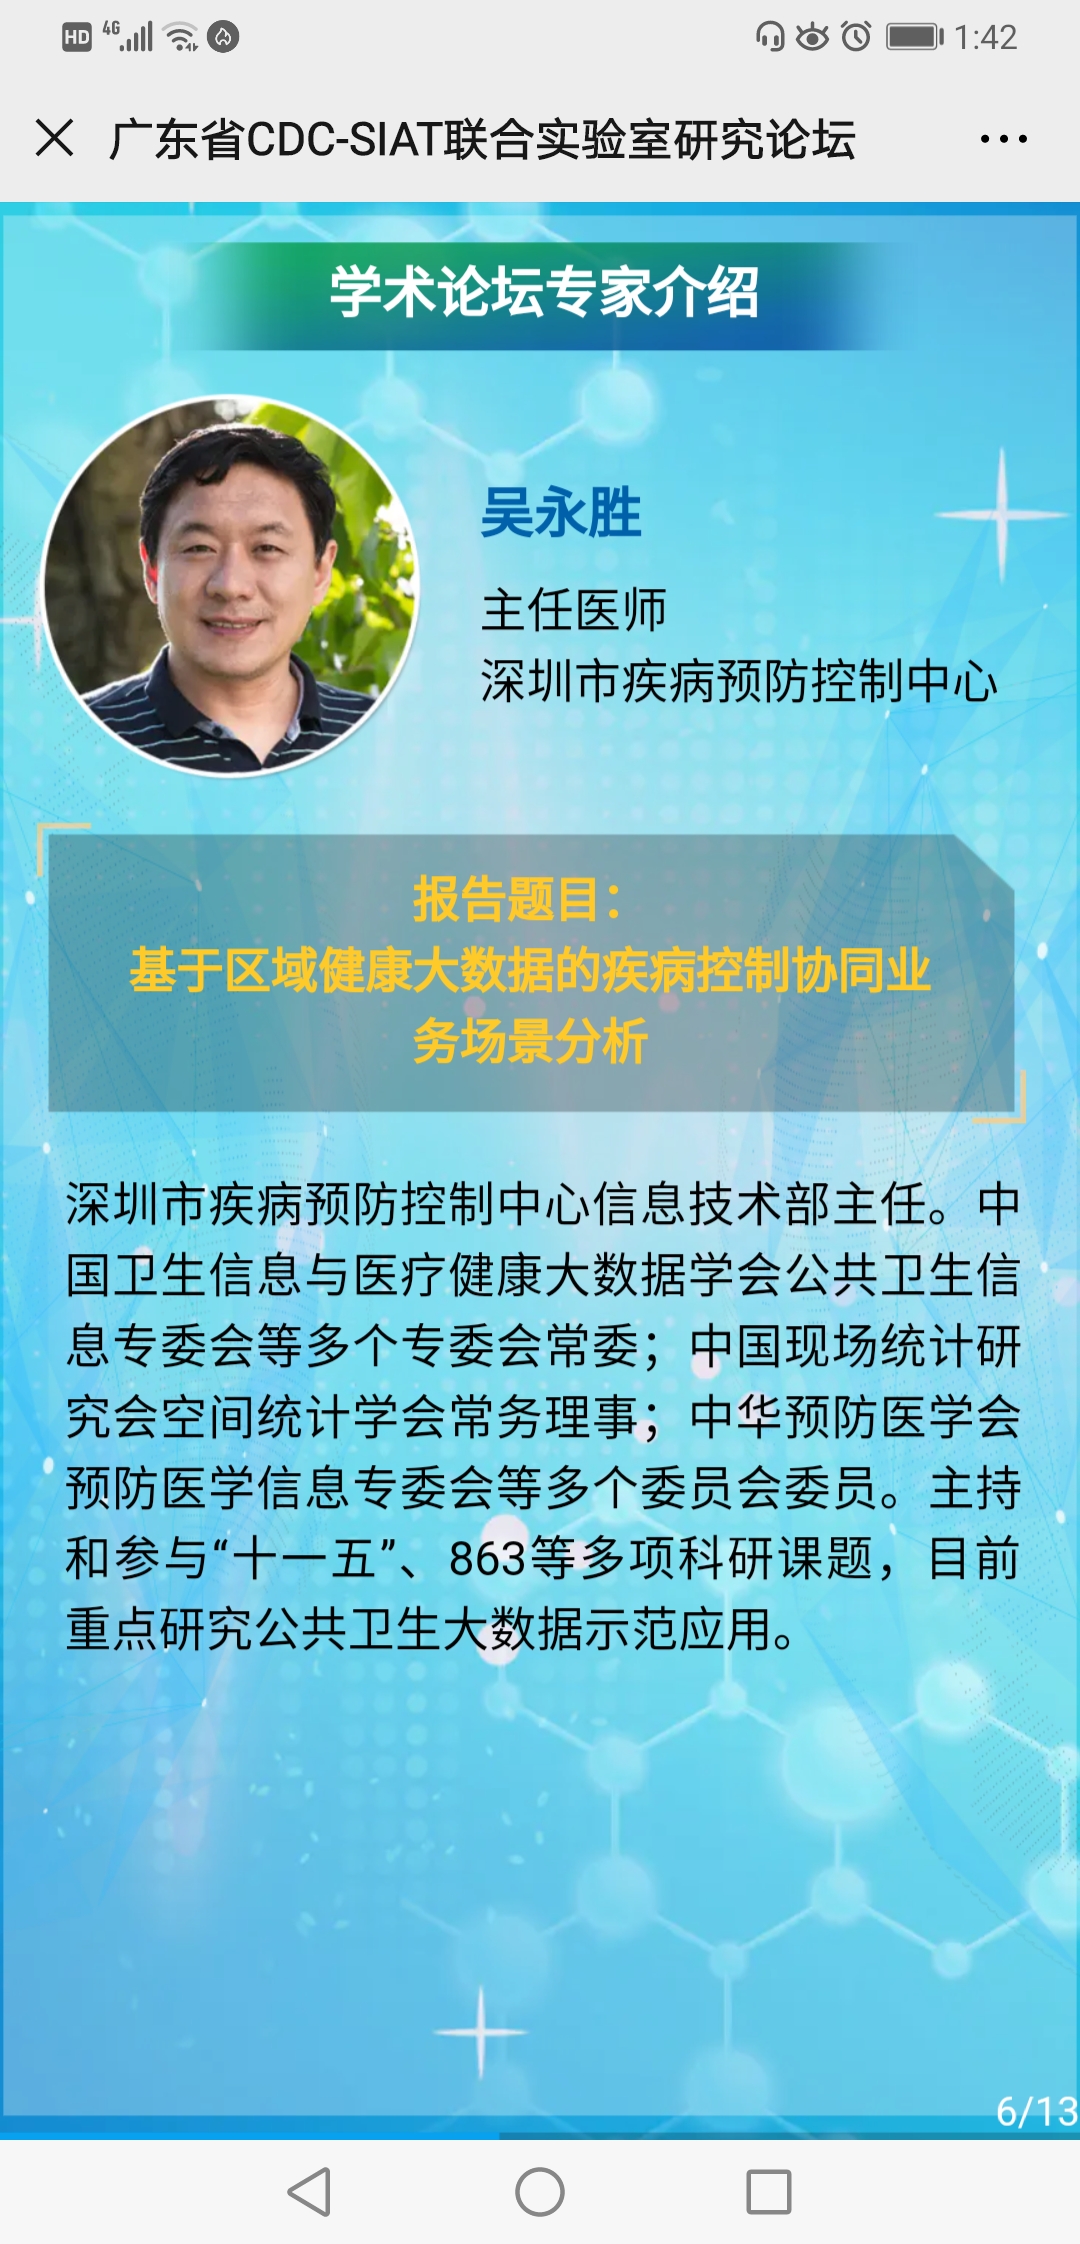 HD 4G 1:42
广东省CDC-SIAT联合实验室研究论坛
学术论坛专家介绍
吴永胜
主任医师
深圳市疾病预防控制中心
报告题目：
基于区域健康大数据的疾病控制协同业
务场景分析
深圳市疾病预防控制中心信息技术部主任。中
国卫生信息与医疗健康大数据学会公共卫生信
息专委会等多个专委会常委；中国现场统计研
究会空间统计学会常务理事；中华预防医学会
预防医学信息专委会等多个委员会委员。主持
和参与“十一五”、863等多项科研课题，目前
重点研究公共卫生大数据示范应用。
6/13